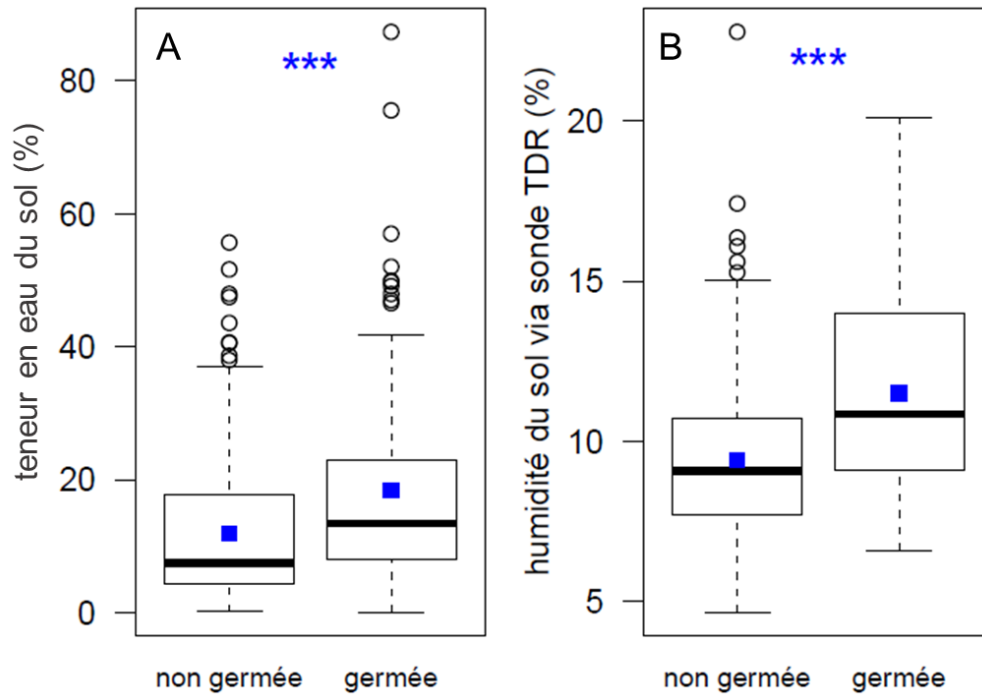 A
***
teneur en eau du sol (%)
80
60
40
20
0
non germée
germée
B
***
humidité du sol via sonde TDR (%)
20
15
10
5
non germée
germée